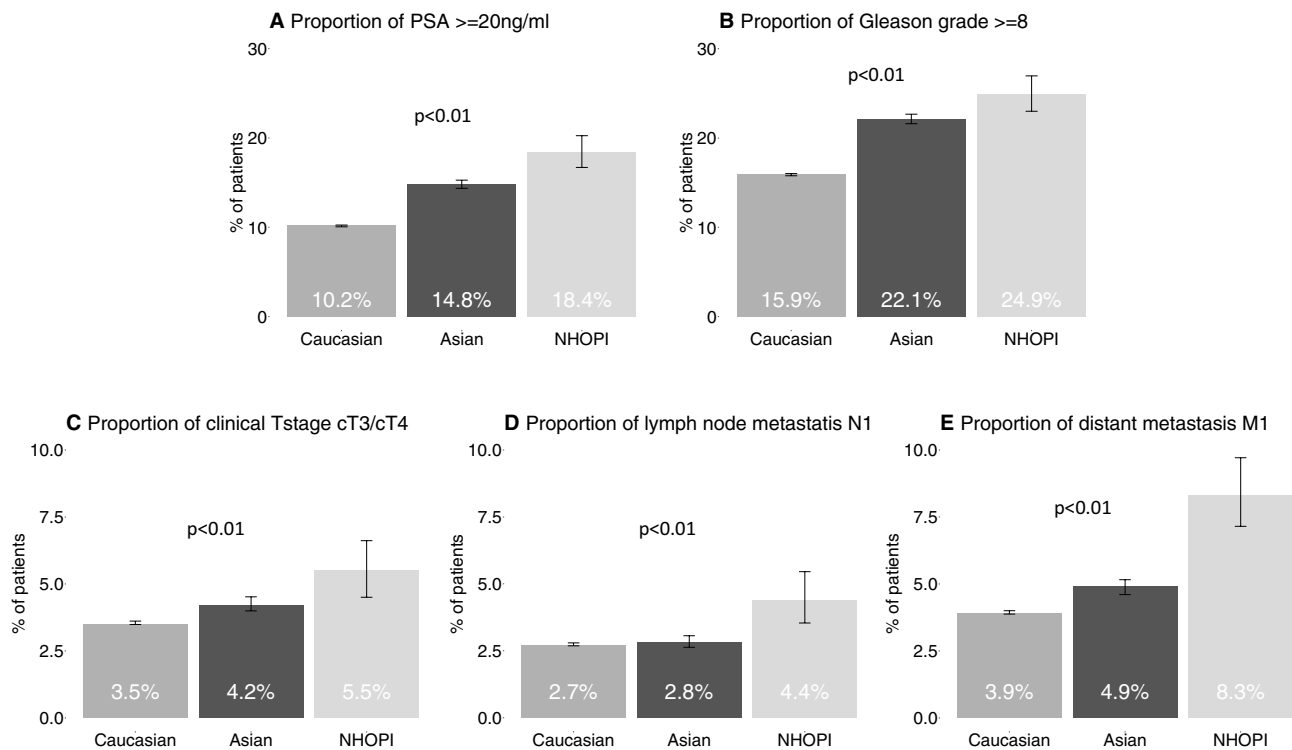 A Proportion of PSA >=20ng/ml
30
20
10
0
% of patients
p<0.01
10.2%
14.8%
18.4%
Caucasian
Asian
NHOPI
B Proportion of Gleason grade >=8
30
20
10
0
% of patients
p<0.01
15.9%
22.1%
24.9%
Caucasian
Asian
NHOPI
C Proportion of clinical Tstage cT3/cT4
10.0
7.5
5.0
2.5
0.0
% of patients
p<0.01
3.5%
4.2%
5.5%
Caucasian
Asian
NHOPI
D Proportion of lymph node metastatis N1
10.0
7.5
5.0
2.5
0.0
% of patients
p<0.01
2.7%
2.8%
4.4%
Caucasian
Asian
NHOPI
E Proportion of distant metastasis M1
10.0
7.5
5.0
2.5
0.0
% of patients
p<0.01
3.9%
4.9%
8.3%
Caucasian
Asian
NHOPI